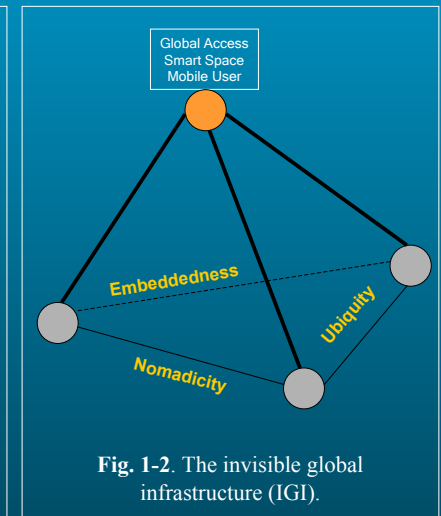 Global Access
Smart Space
Mobile User
Embeddedness
Ubiquity
Nomadicity
Fig. 1-2. The invisible global
infrastructure (IGI).